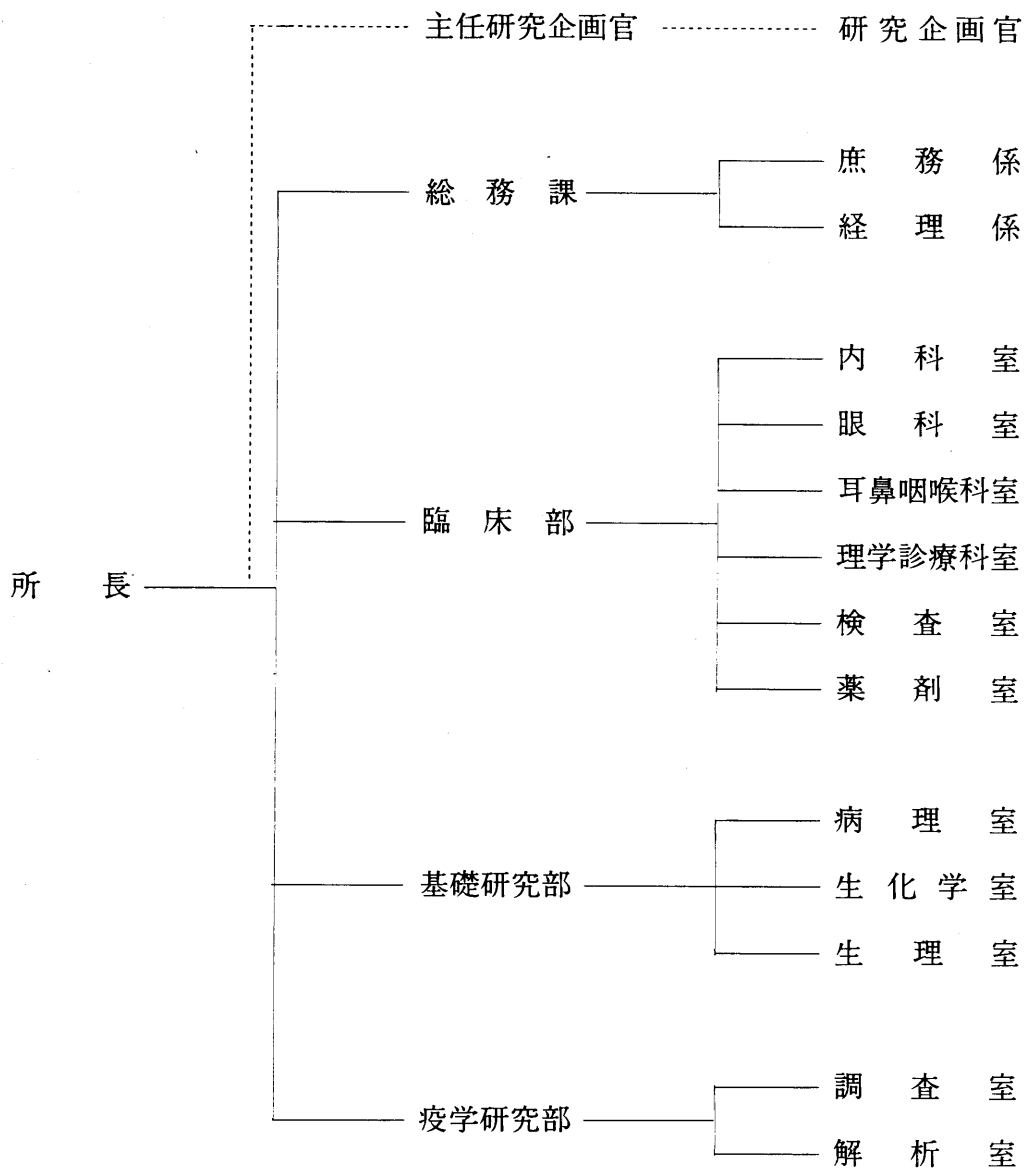 主任研究企画官 研究企画官
庶務係
総務課
経理係
内科室
眼科室
耳鼻咽喉科室
臨床部
理学診療科室
所長
検査室
薬剤室
病理室
基礎研究部 生化学室
生理室
調査室
疫学研究部
解析室